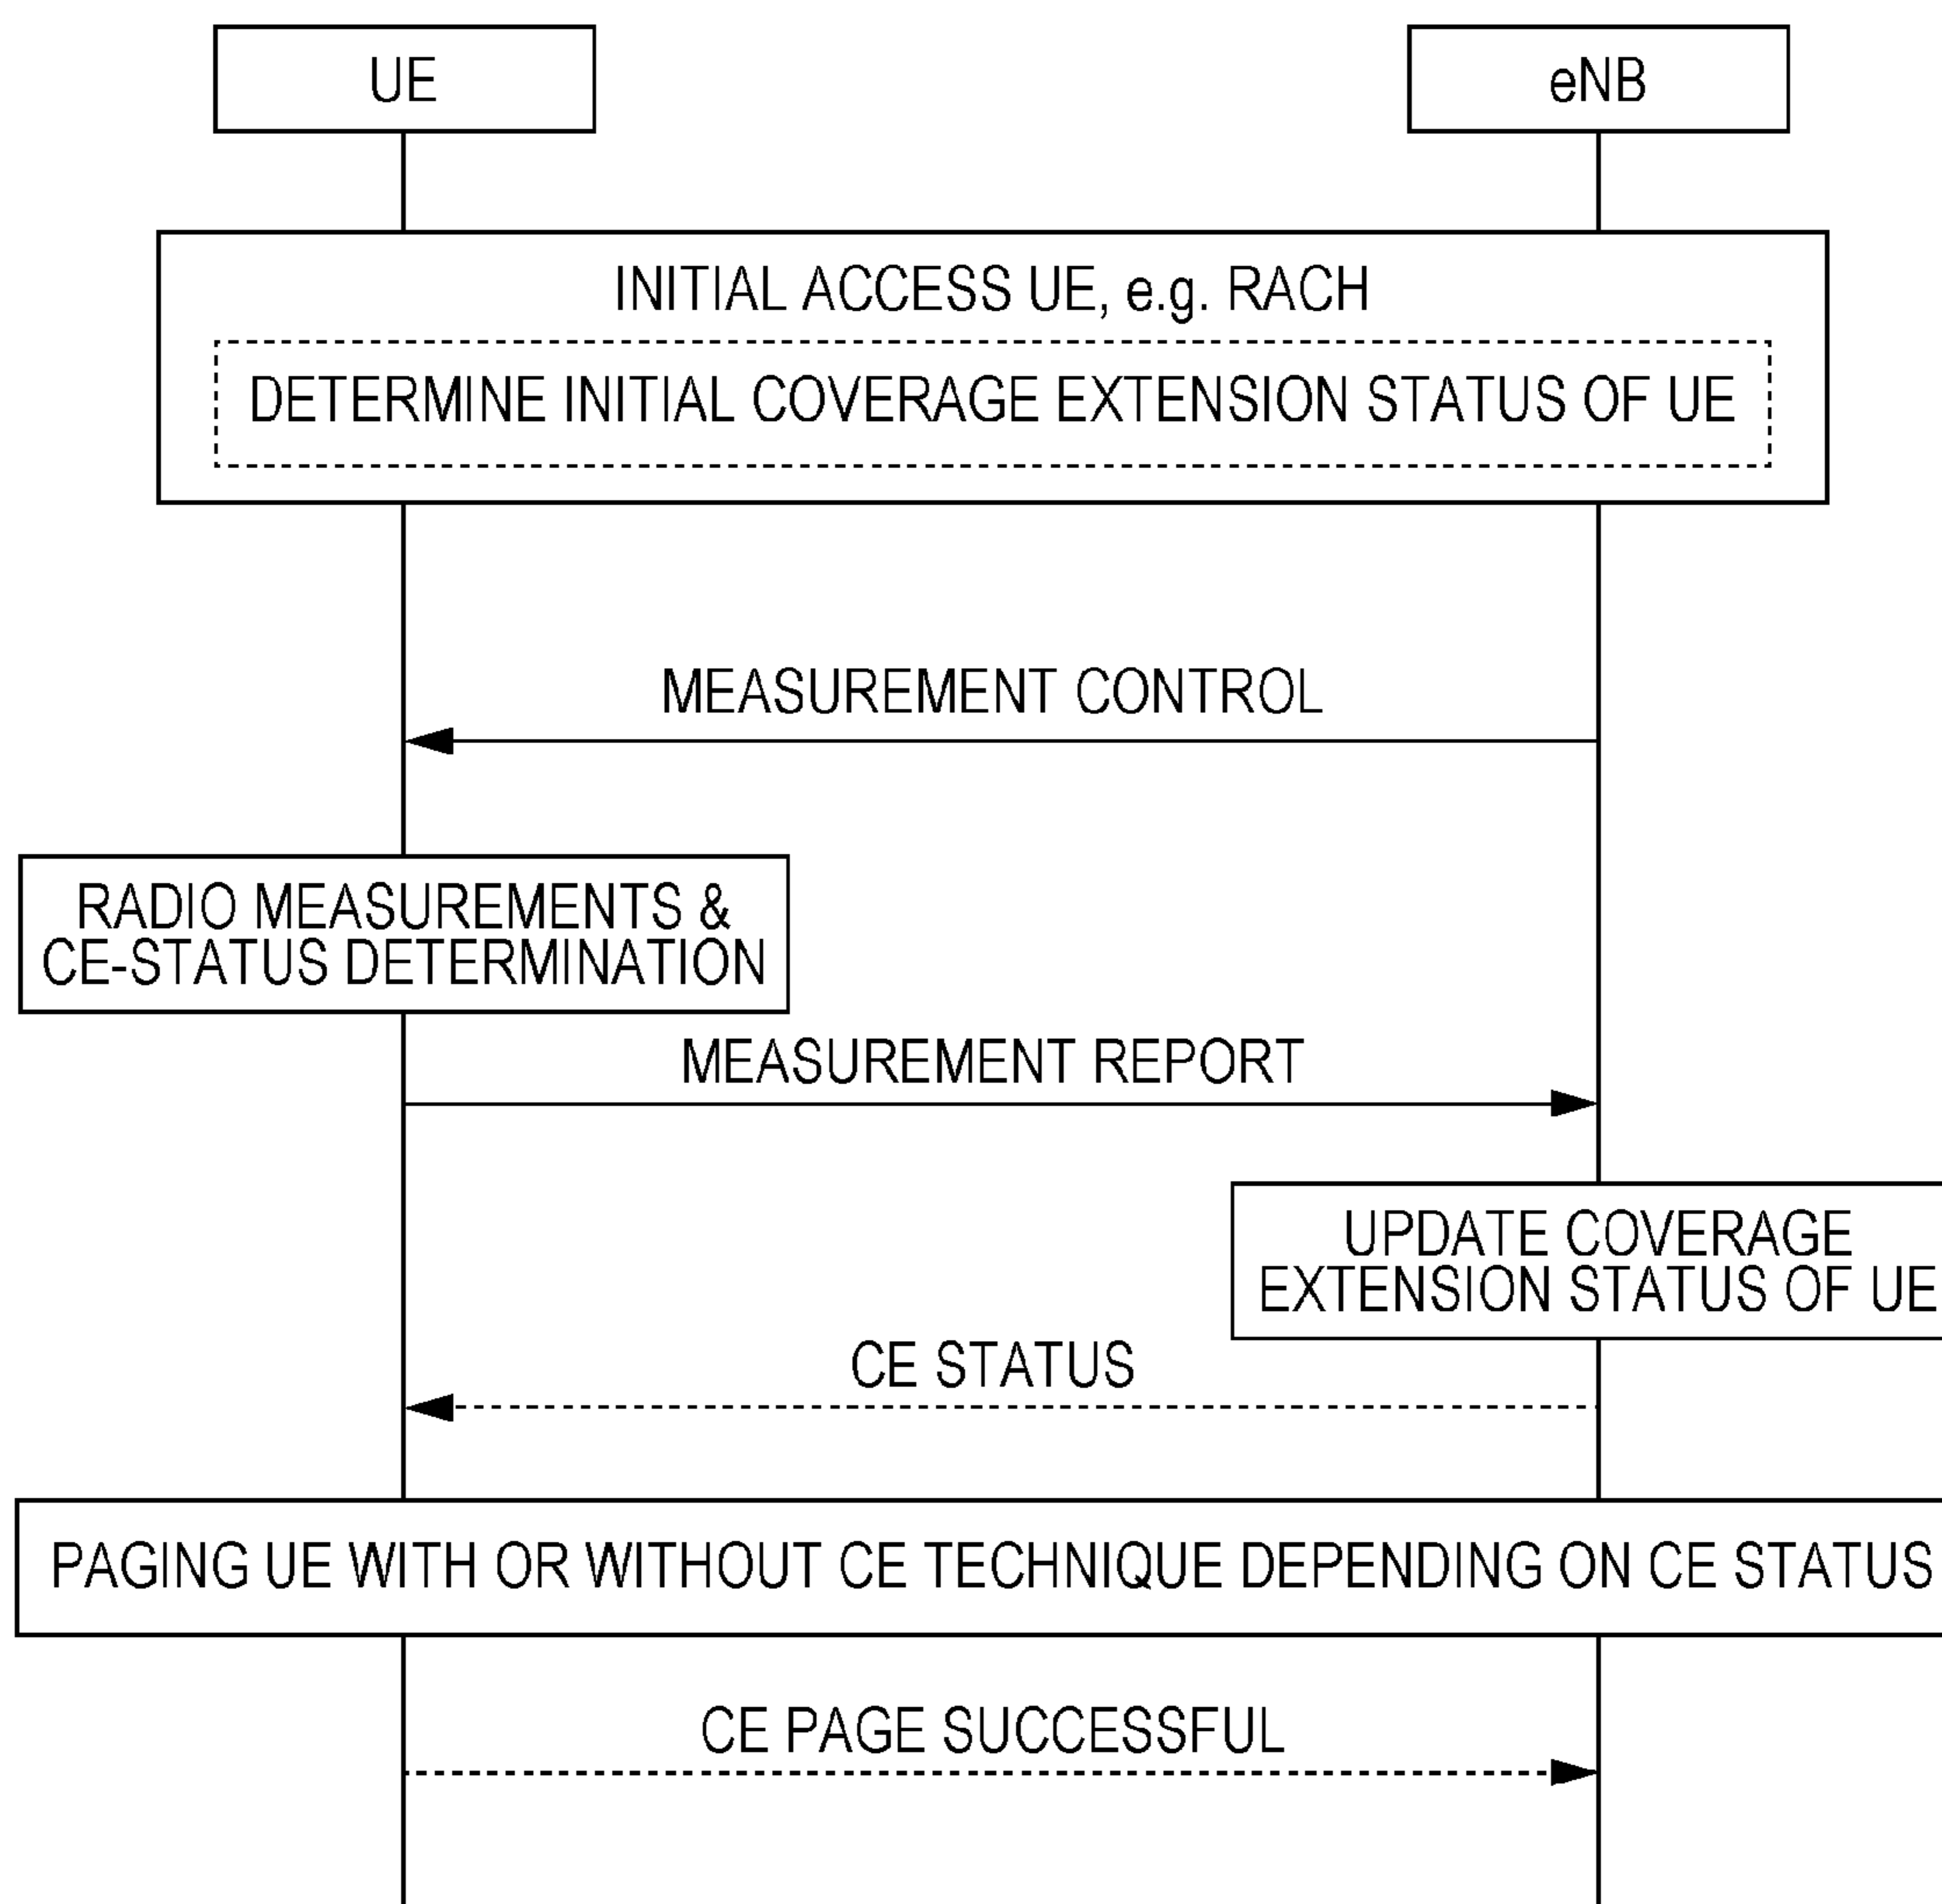 UE
eNB
INITIAL ACCESS UE, e.g. RACH
DETERMINE INITIAL COVERAGE EXTENSION STATUS OF UE
MEASUREMENT CONTROL
RADIO MEASUREMENTS &
CE-STATUS DETERMINATION
MEASUREMENT REPORT
UPDATE COVERAGE
EXTENSION STATUS OF UE
CE STATUS
PAGING UE WITH OR WITHOUT CE TECHNIQUE DEPENDING ON CE STATUS
CE PAGE SUCCESSFUL